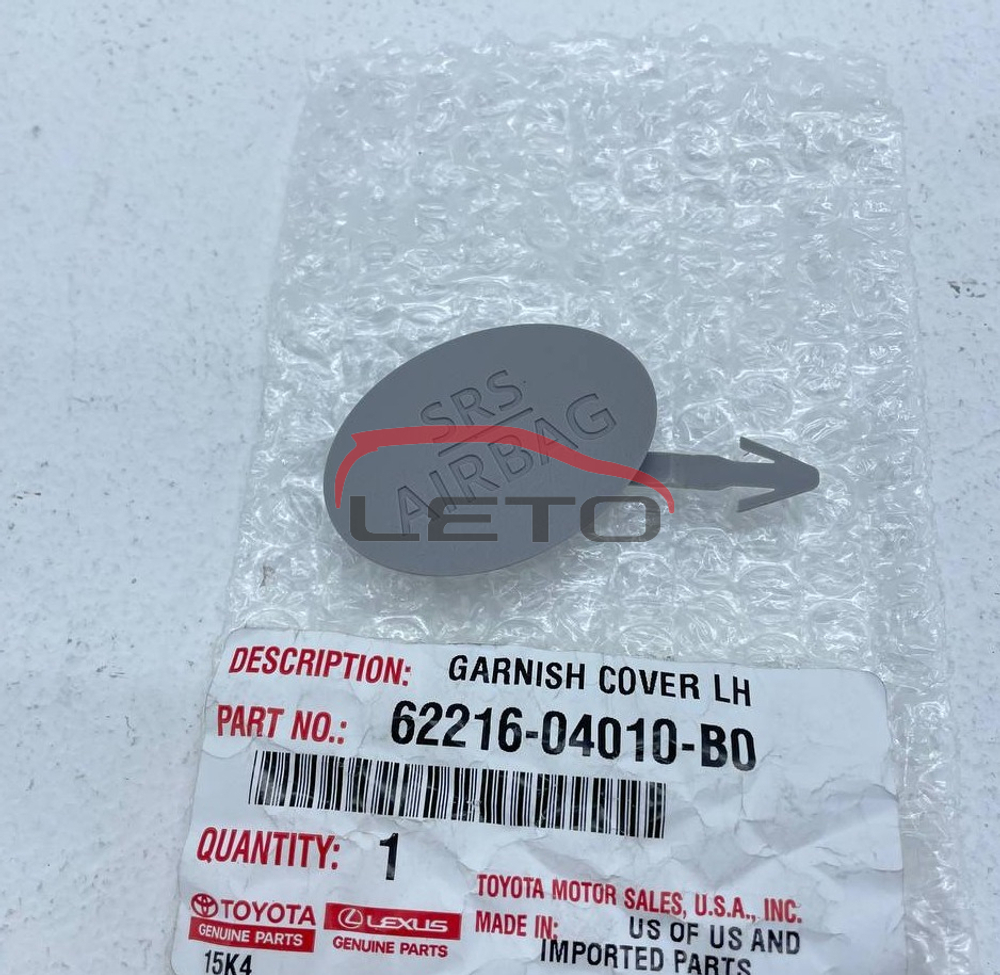 SRS
AIRBAG
LETO
DESCRIPTION: GARNISH COVER LH
PART NO.: 62216-04010-B0
QUANTITY: 1
TOYOTA MOTOR SALES, U.S.A., INC.
TOYOTA
GENUINE PARTS
LEXUS
GENUINE PARTS
MADE IN: US OF US AND
IMPORTED PARTS
15K4